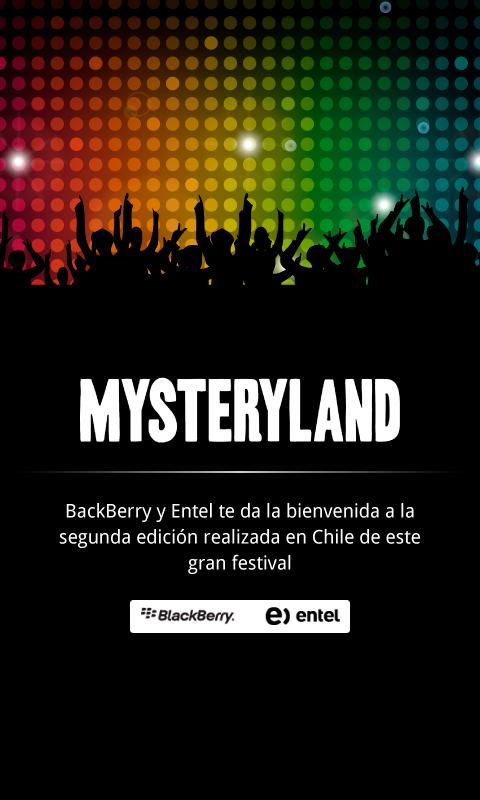 MYSTERYLAND
BackBerry y Entel te da la bienvenida a la
segunda edición realizada en Chile de este
gran festival
BlackBerry. e) entel